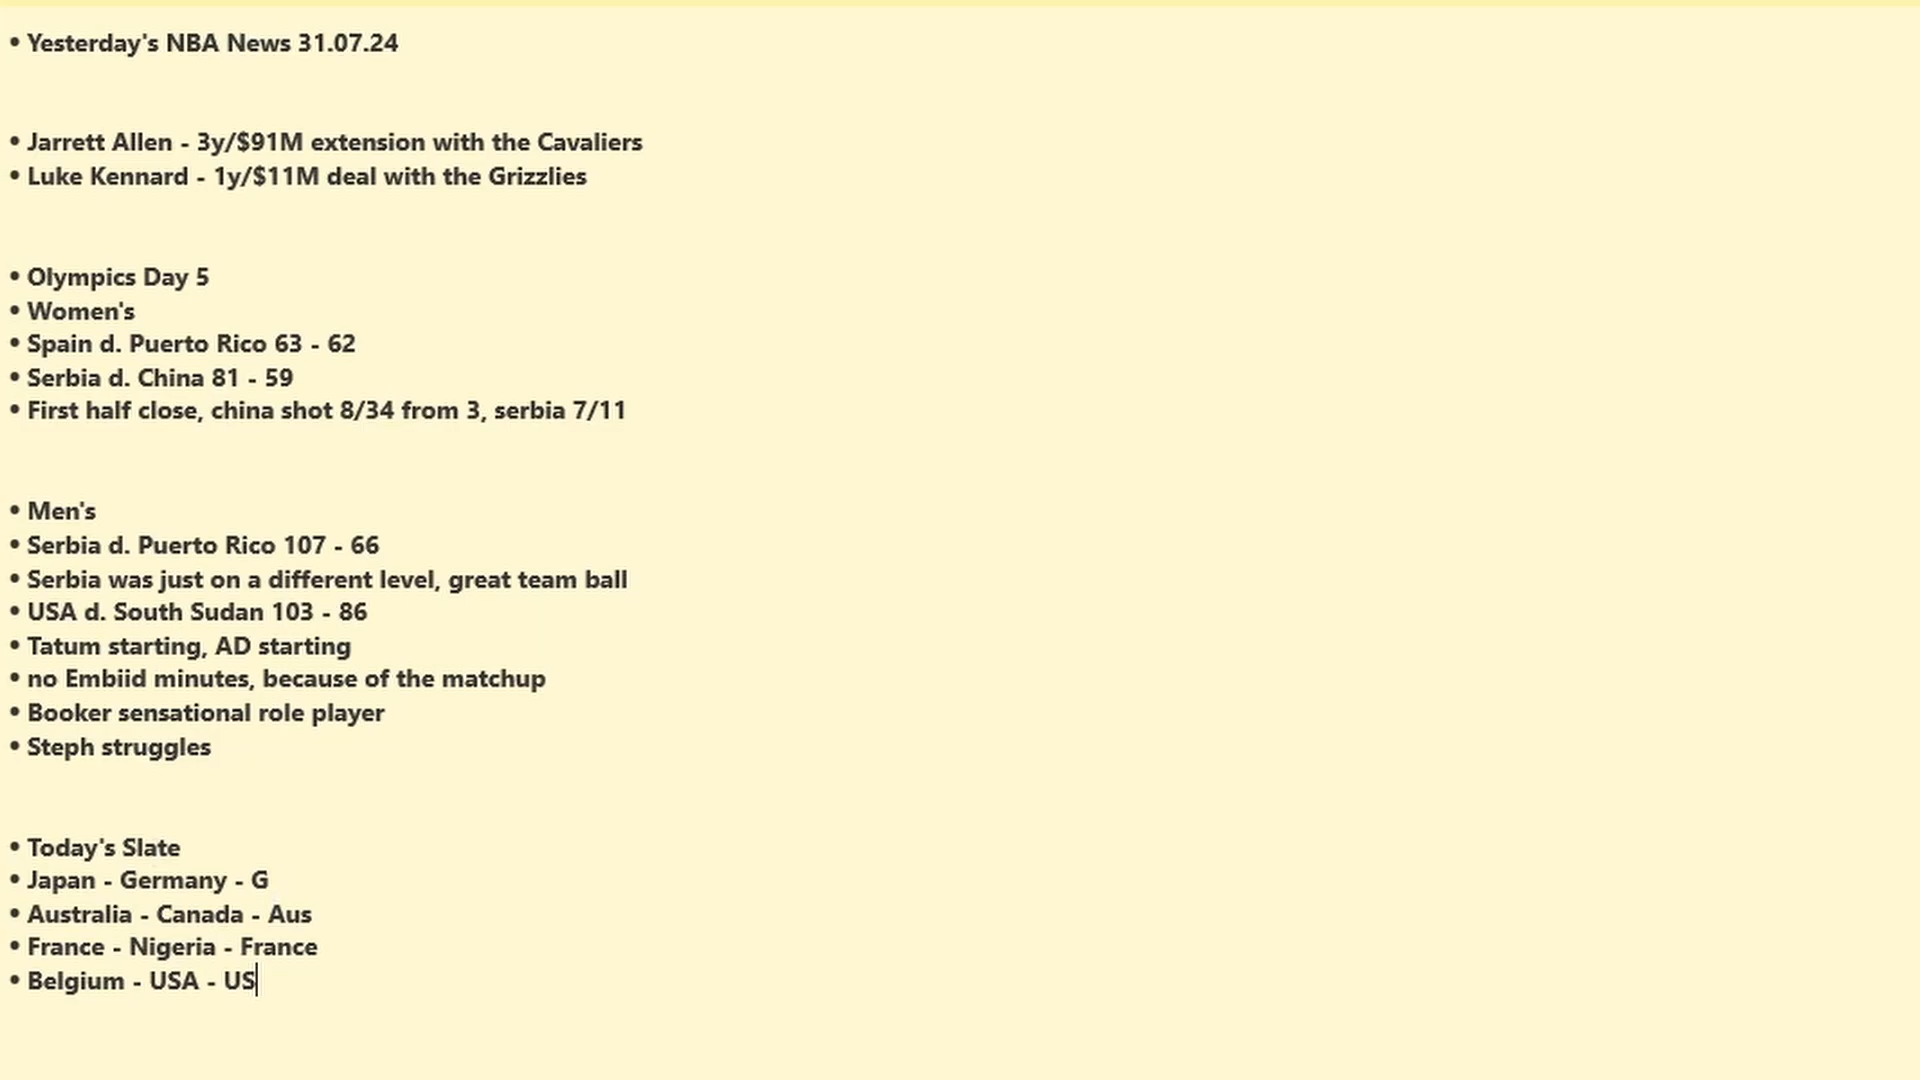 • Yesterday's NBA News 31.07.24
• Jarrett Allen - 3y/$91M extension with the Cavaliers
• Luke Kennard - 1y/$11M deal with the Grizzlies
• Olympics Day 5
• Women's
• Spain d. Puerto Rico 63 - 62
• Serbia d. China 81 - 59
• First half close, china shot 8/34 from 3, serbia 7/11
• Men's
• Serbia d. Puerto Rico 107 - 66
• Serbia was just on a different level, great team ball
• USA d. South Sudan 103 - 86
• Tatum starting, AD starting
• no Embiid minutes, because of the matchup
• Booker sensational role player
• Steph struggles
• Today's Slate
• Japan - Germany - G
• Australia - Canada - Aus
• France - Nigeria - France
• Belgium - USA - US